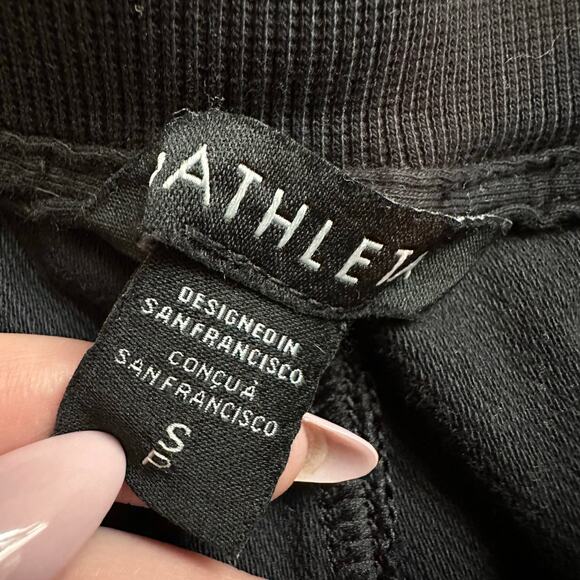 ATHLETA
DESIGNED IN
SAN FRANCISCO
CONÇU À
SAN FRANCISCO
S
P